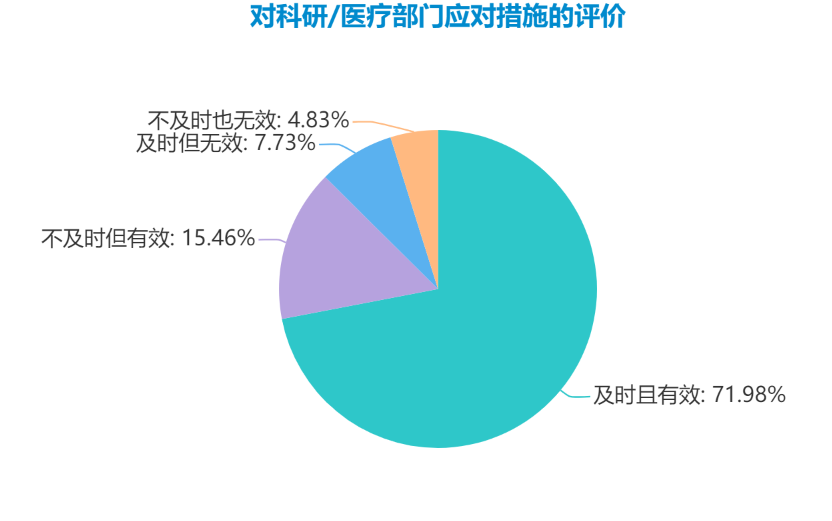 对科研/医疗部门应对措施的评价
不及时也无效: 4.83%
及时但无效: 7.73%
不及时但有效: 15.46%
及时且有效: 71.98%